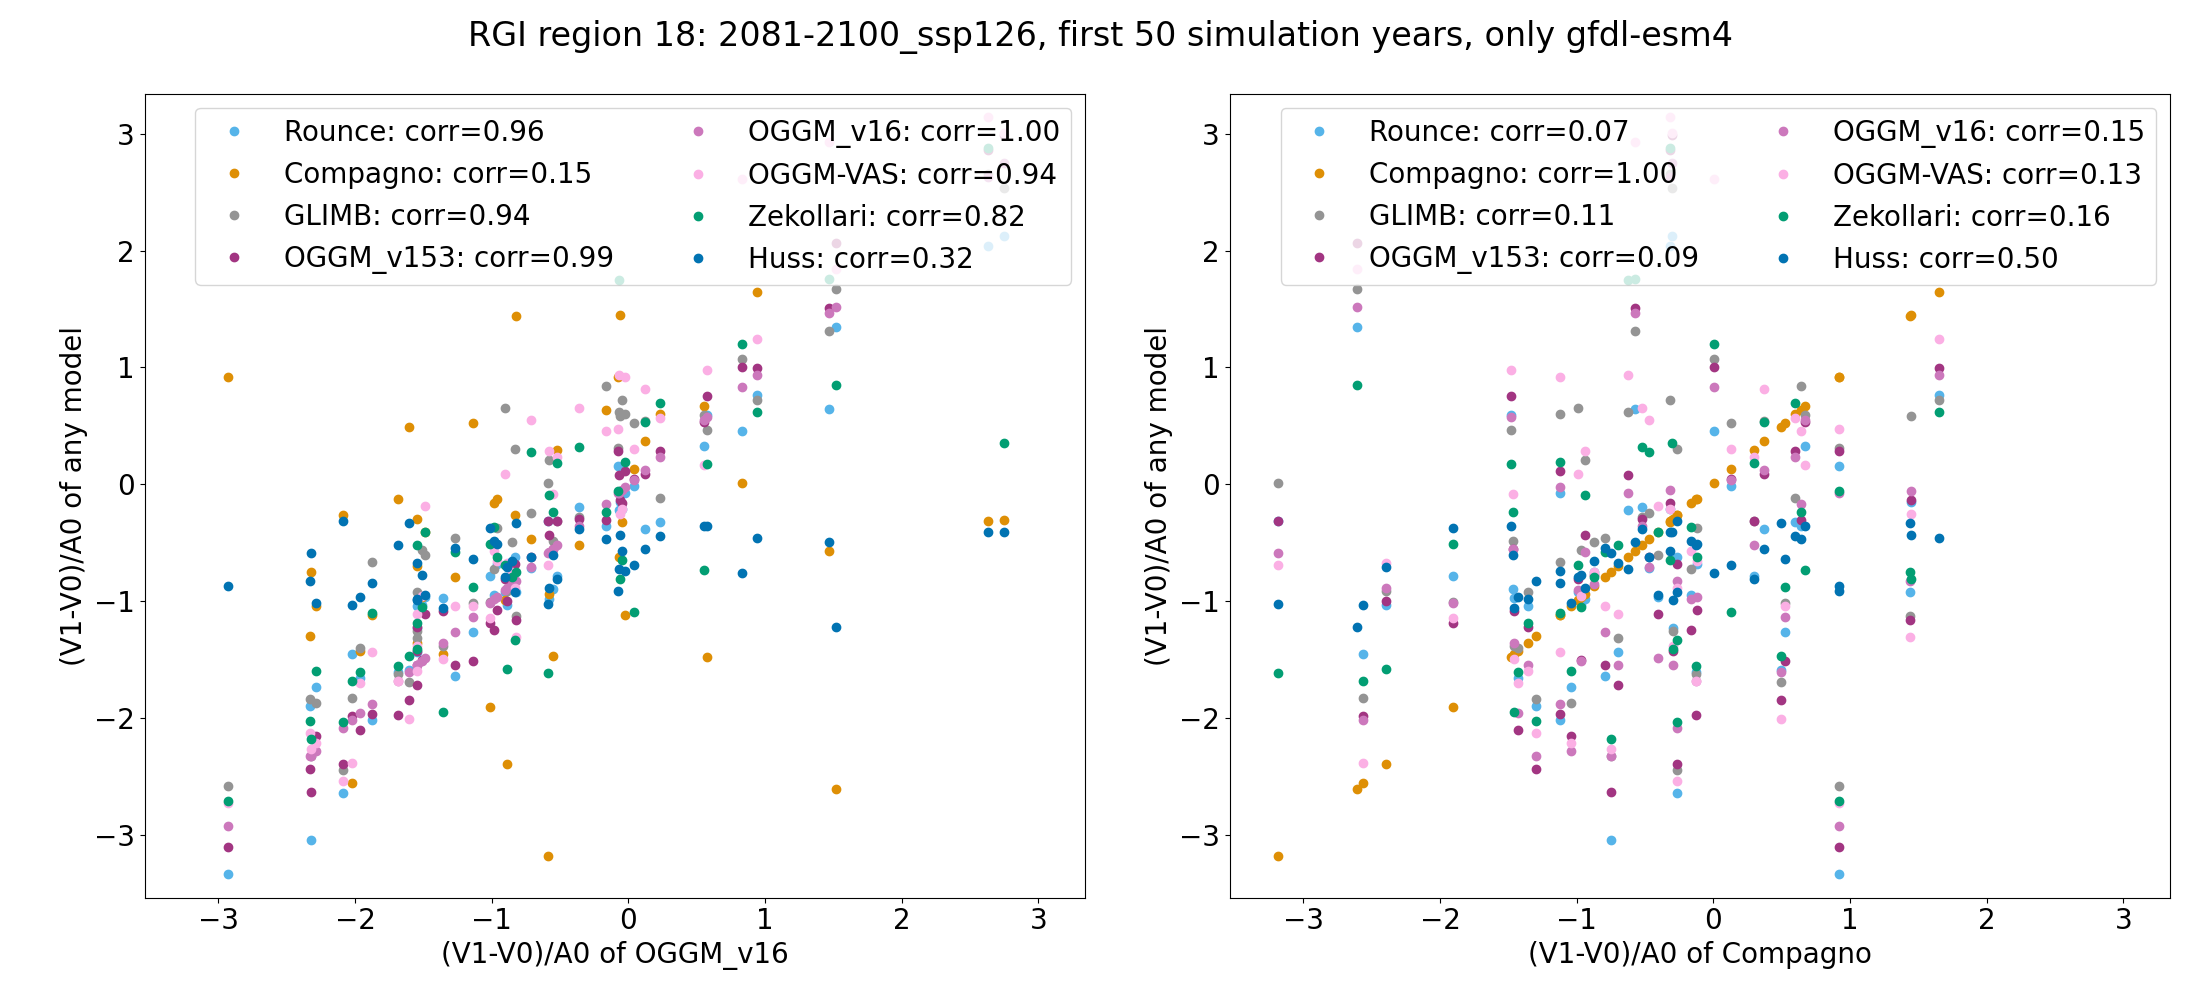 RGI region 18: 2081-2100_ssp126, first 50 simulation years, only gfdl-esm4
(V1-V0)/A0 of any model
3
2
1
0
−1
−2
−3
Rounce: corr=0.96
Compagno: corr=0.15
GLIMB: corr=0.94
OGGM_v153: corr=0.99
OGGM_v16: corr=1.00
OGGM-VAS: corr=0.94
Zekollari: corr=0.82
Huss: corr=0.32
−3 −2 −1 0 1 2 3
(V1-V0)/A0 of OGGM_v16
(V1-V0)/A0 of any model
3
2
1
0
−1
−2
−3
Rounce: corr=0.07
Compagno: corr=1.00
GLIMB: corr=0.11
OGGM_v153: corr=0.09
OGGM_v16: corr=0.15
OGGM-VAS: corr=0.13
Zekollari: corr=0.16
Huss: corr=0.50
−3 −2 −1 0 1 2 3
(V1-V0)/A0 of Compagno